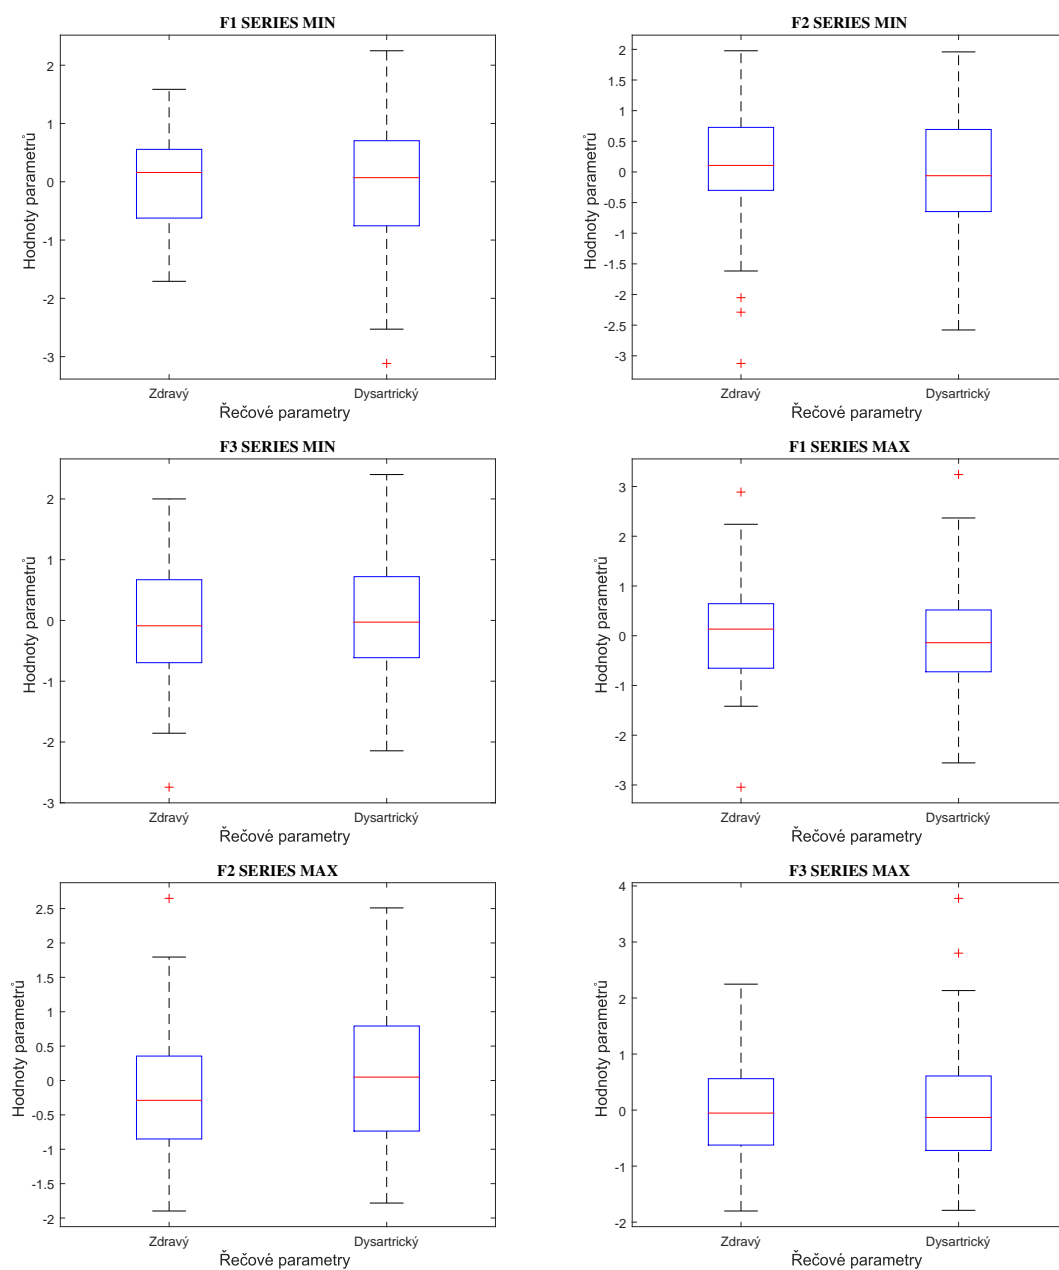 F1 SERIES MIN
2
1
0
-1
-2
-3
Hodnoty parametrů
Zdravý Dysartrický
Řečové parametry
F2 SERIES MIN
2
1.5
1
0.5
0
-0.5
-1
-1.5
-2
-2.5
-3
Hodnoty parametrů
Zdravý Dysartrický
Řečové parametry
F3 SERIES MIN
2
1
0
-1
-2
-3
Hodnoty parametrů
Zdravý Dysartrický
Řečové parametry
F1 SERIES MAX
3
2
1
0
-1
-2
-3
Hodnoty parametrů
Zdravý Dysartrický
Řečové parametry
F2 SERIES MAX
2.5
2
1.5
1
0.5
0
-0.5
-1
-1.5
-2
Hodnoty parametrů
Zdravý Dysartrický
Řečové parametry
F3 SERIES MAX
4
3
2
1
0
-1
-2
Hodnoty parametrů
Zdravý Dysartrický
Řečové parametry